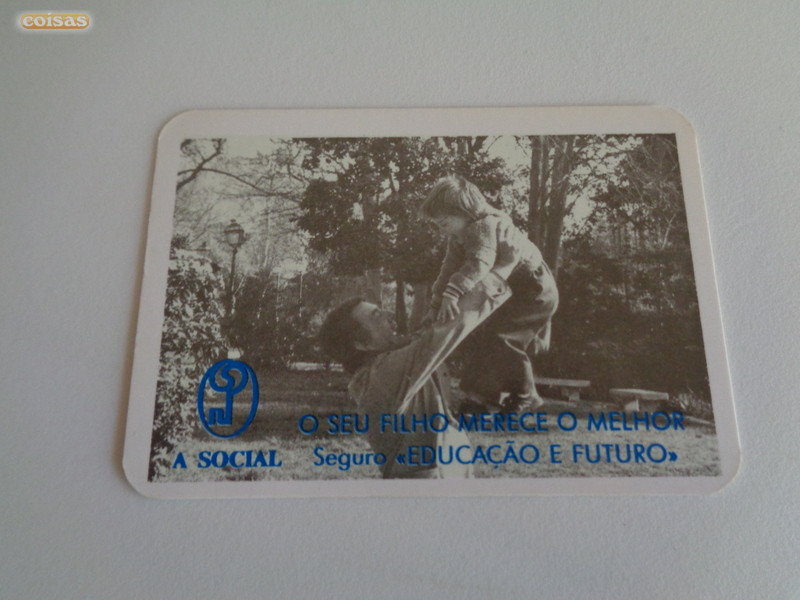 coisas
O SEU FILHO MERECE O MELHOR
A SOCIAL
Seguro «EDUCAÇÃO E FUTURO»